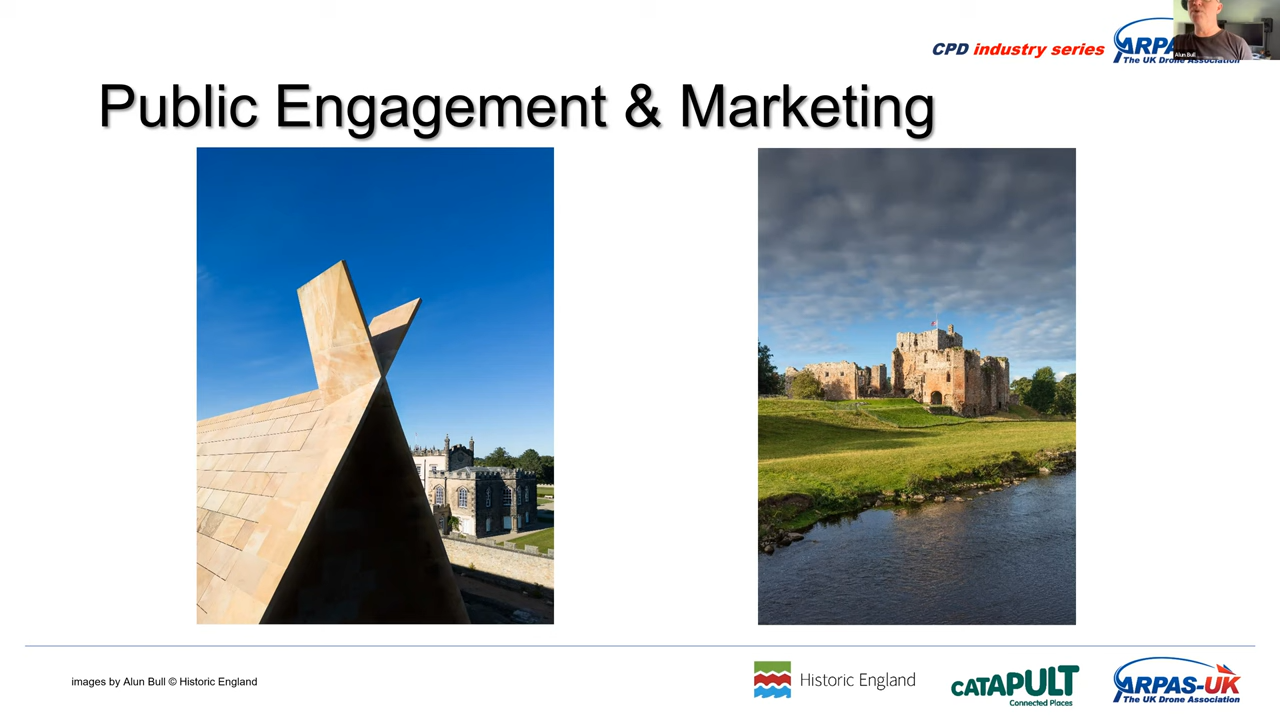 CPD industry series
ARPA
The UK Drone Association
Alun Bull
Public Engagement & Marketing
images by Alun Bull © Historic England
Historic England
CATAPULT
Connected Places
ARPAS-UK
The UK Drone Association